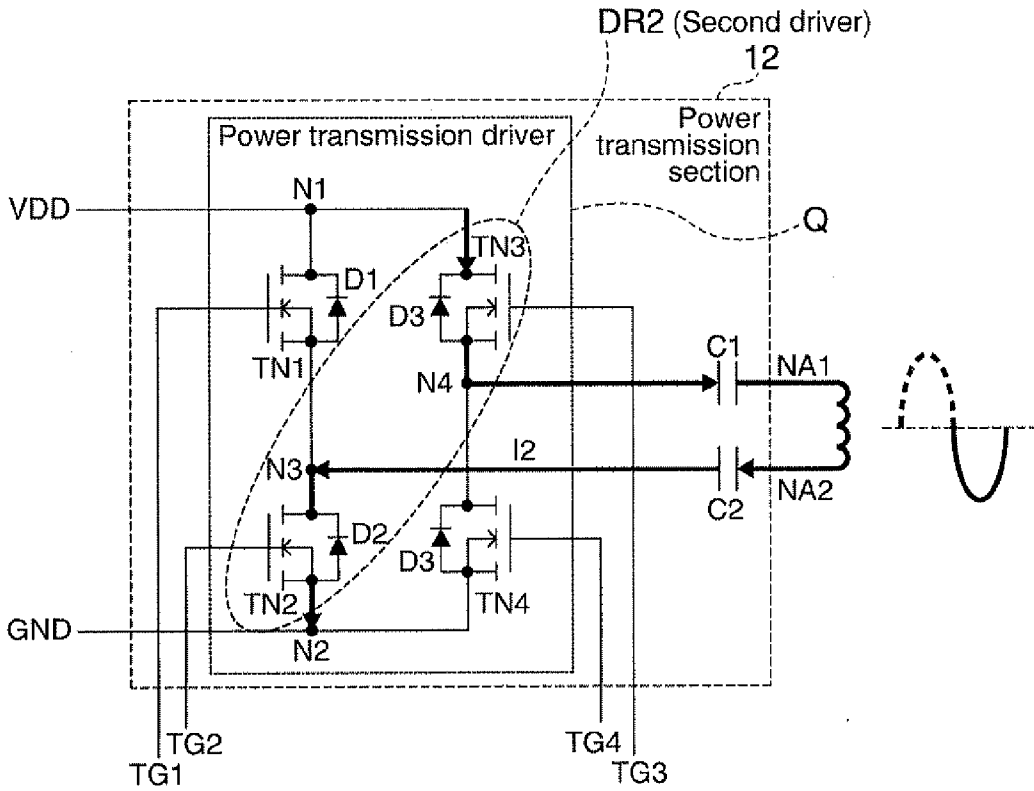 DR2 (Second driver)
12
Power transmission driver
Power
transmission
section
VDD
N1
Q
TN3
D1
D3
TN1
C1
NA1
N4
N3
I2
C2
NA2
D2
D3
TN2
TN4
GND
N2
TG2
TG4
TG1
TG3